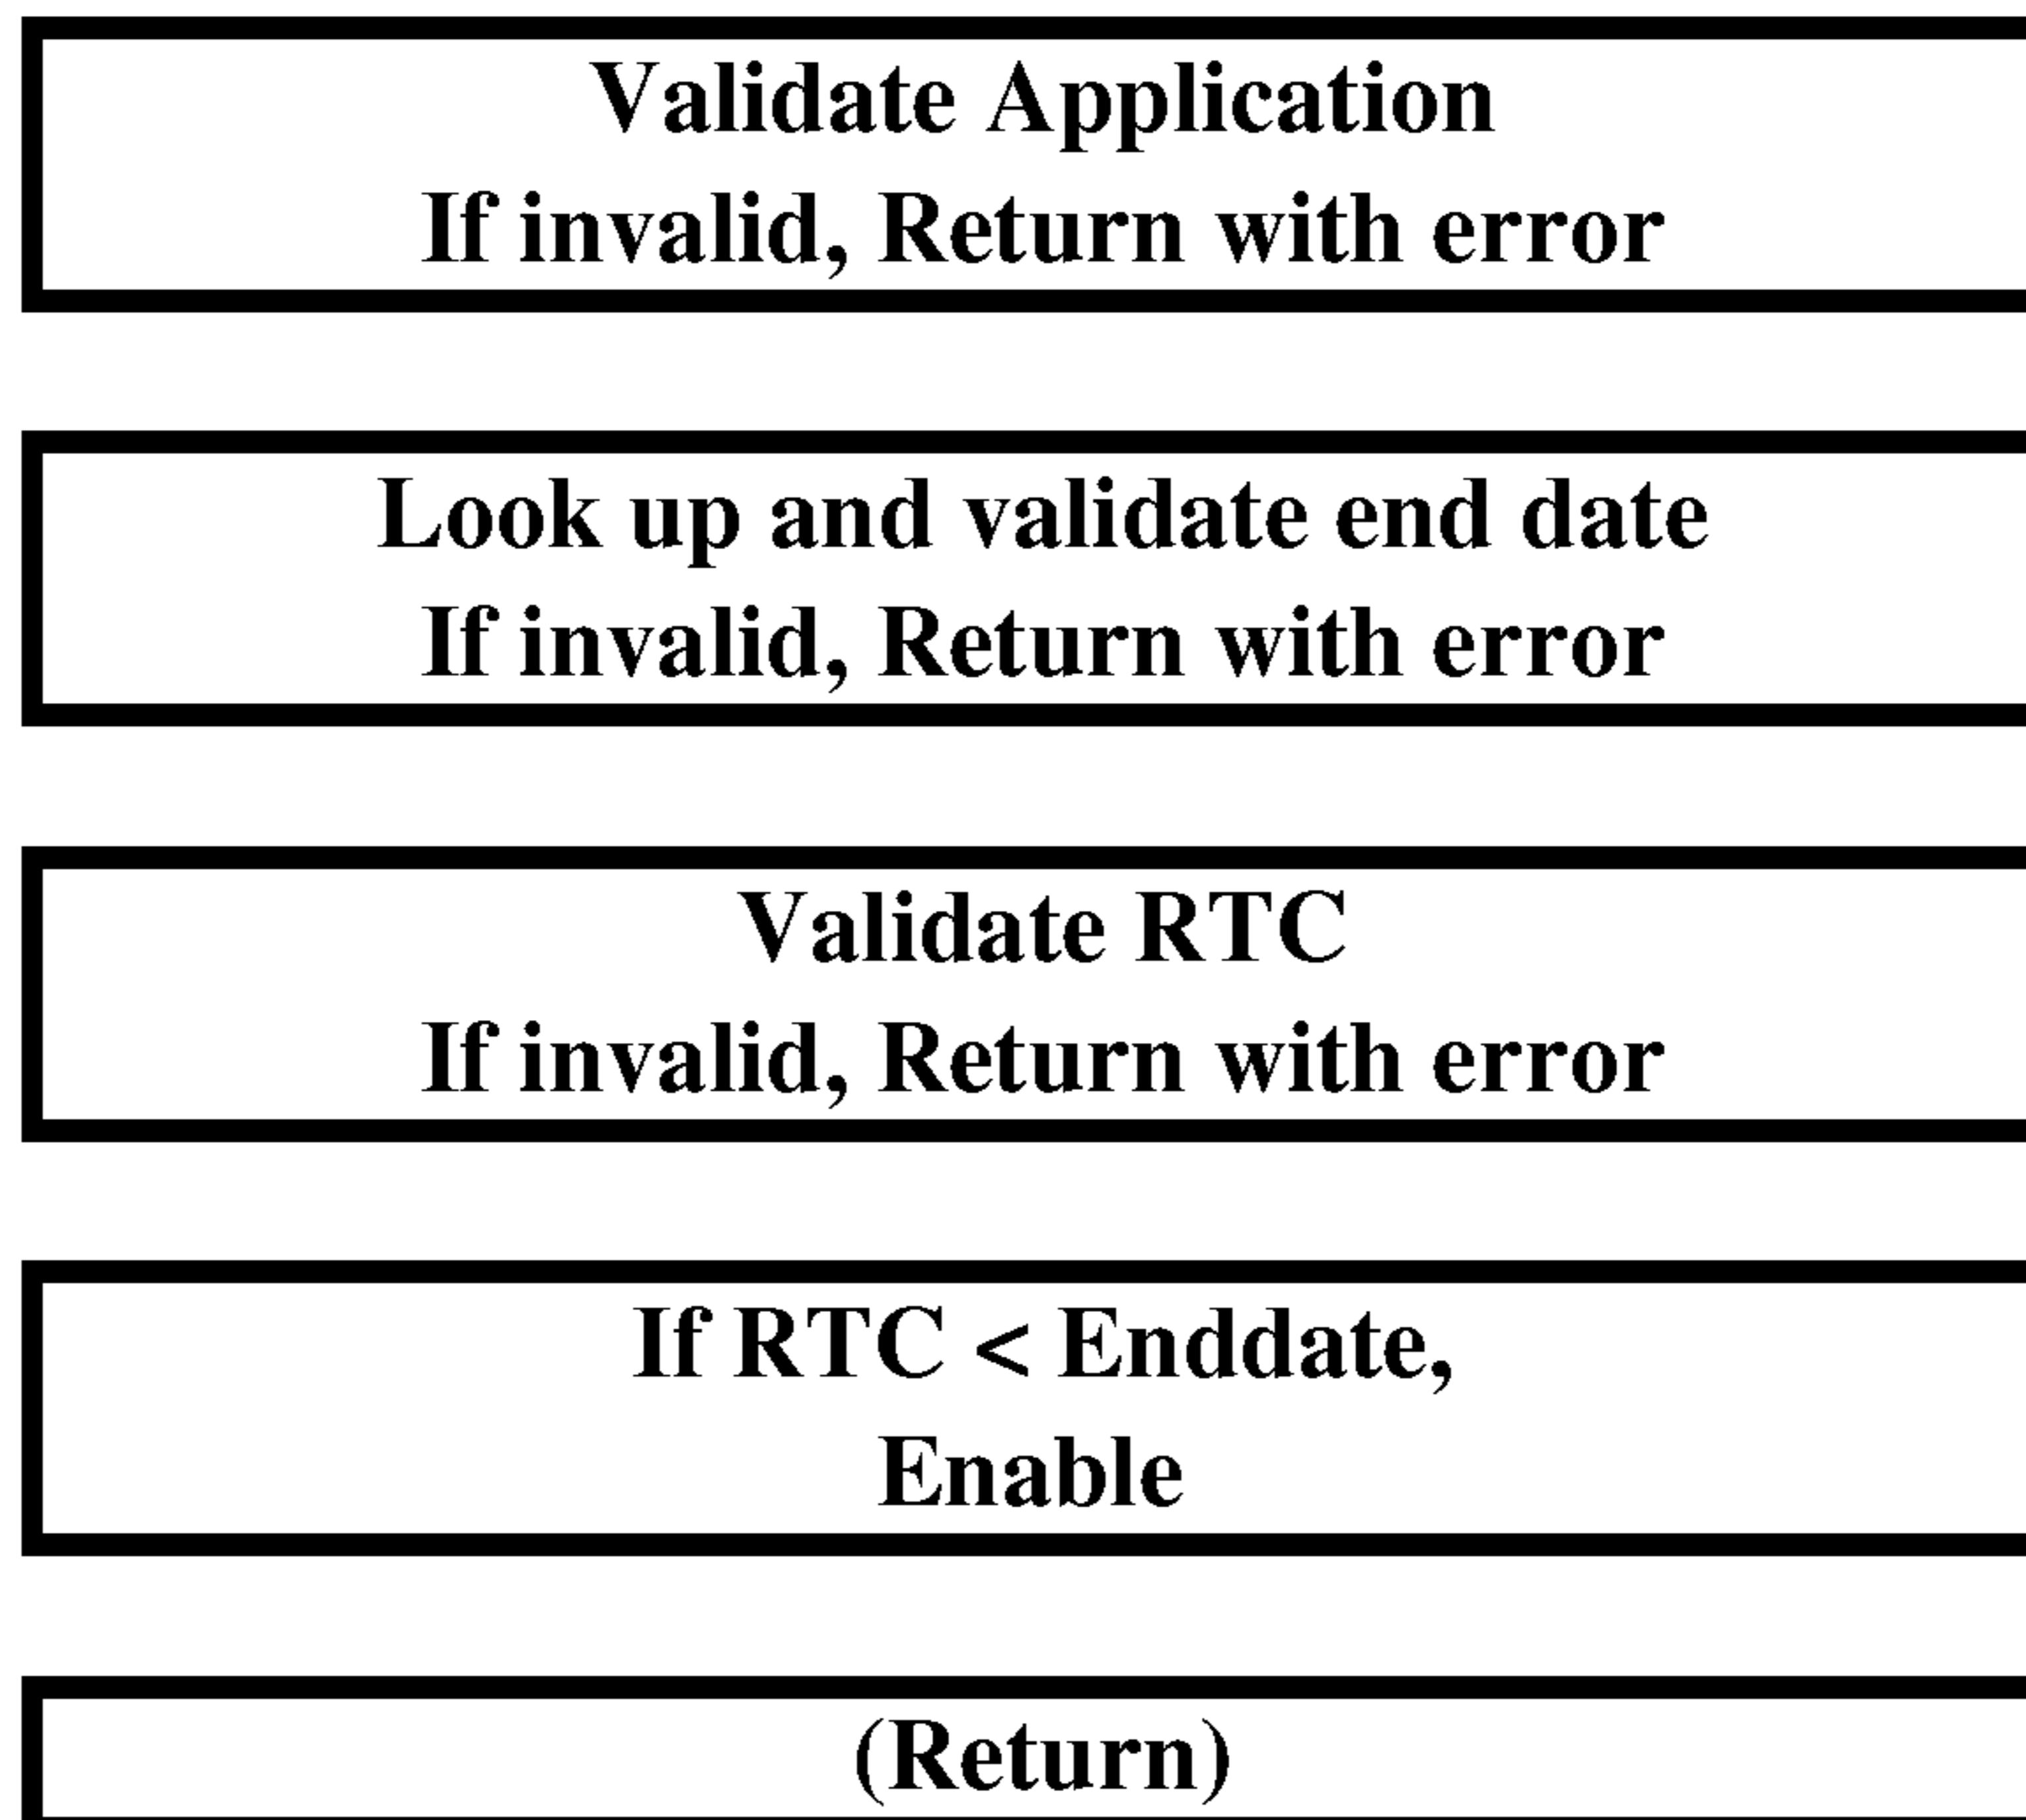 Validate Application
If invalid, Return with error
Look up and validate end date
If invalid, Return with error
Validate RTC
If invalid, Return with error
If RTC < Enddate,
Enable
(Return)